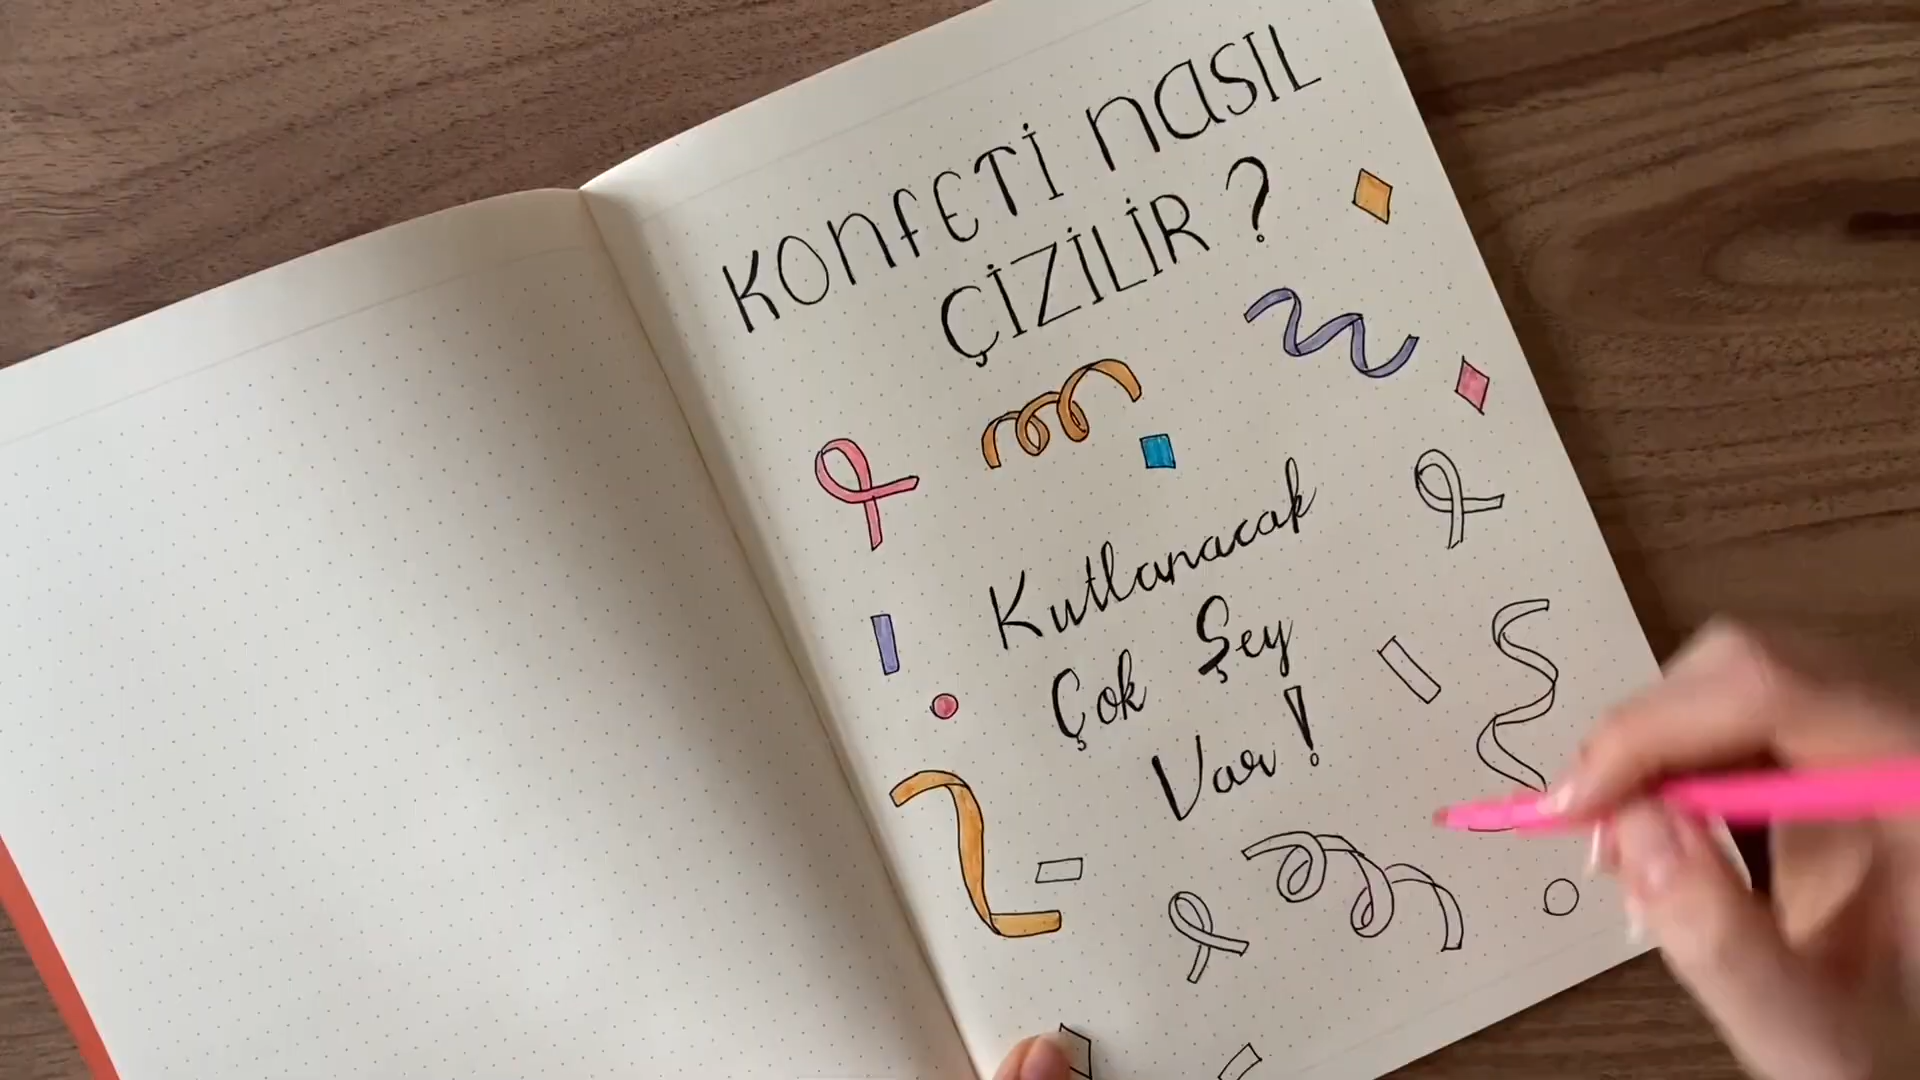 KONFETİ NASIL
ÇİZİLİR ?
Kutlanacak
Çok Şey
Var !